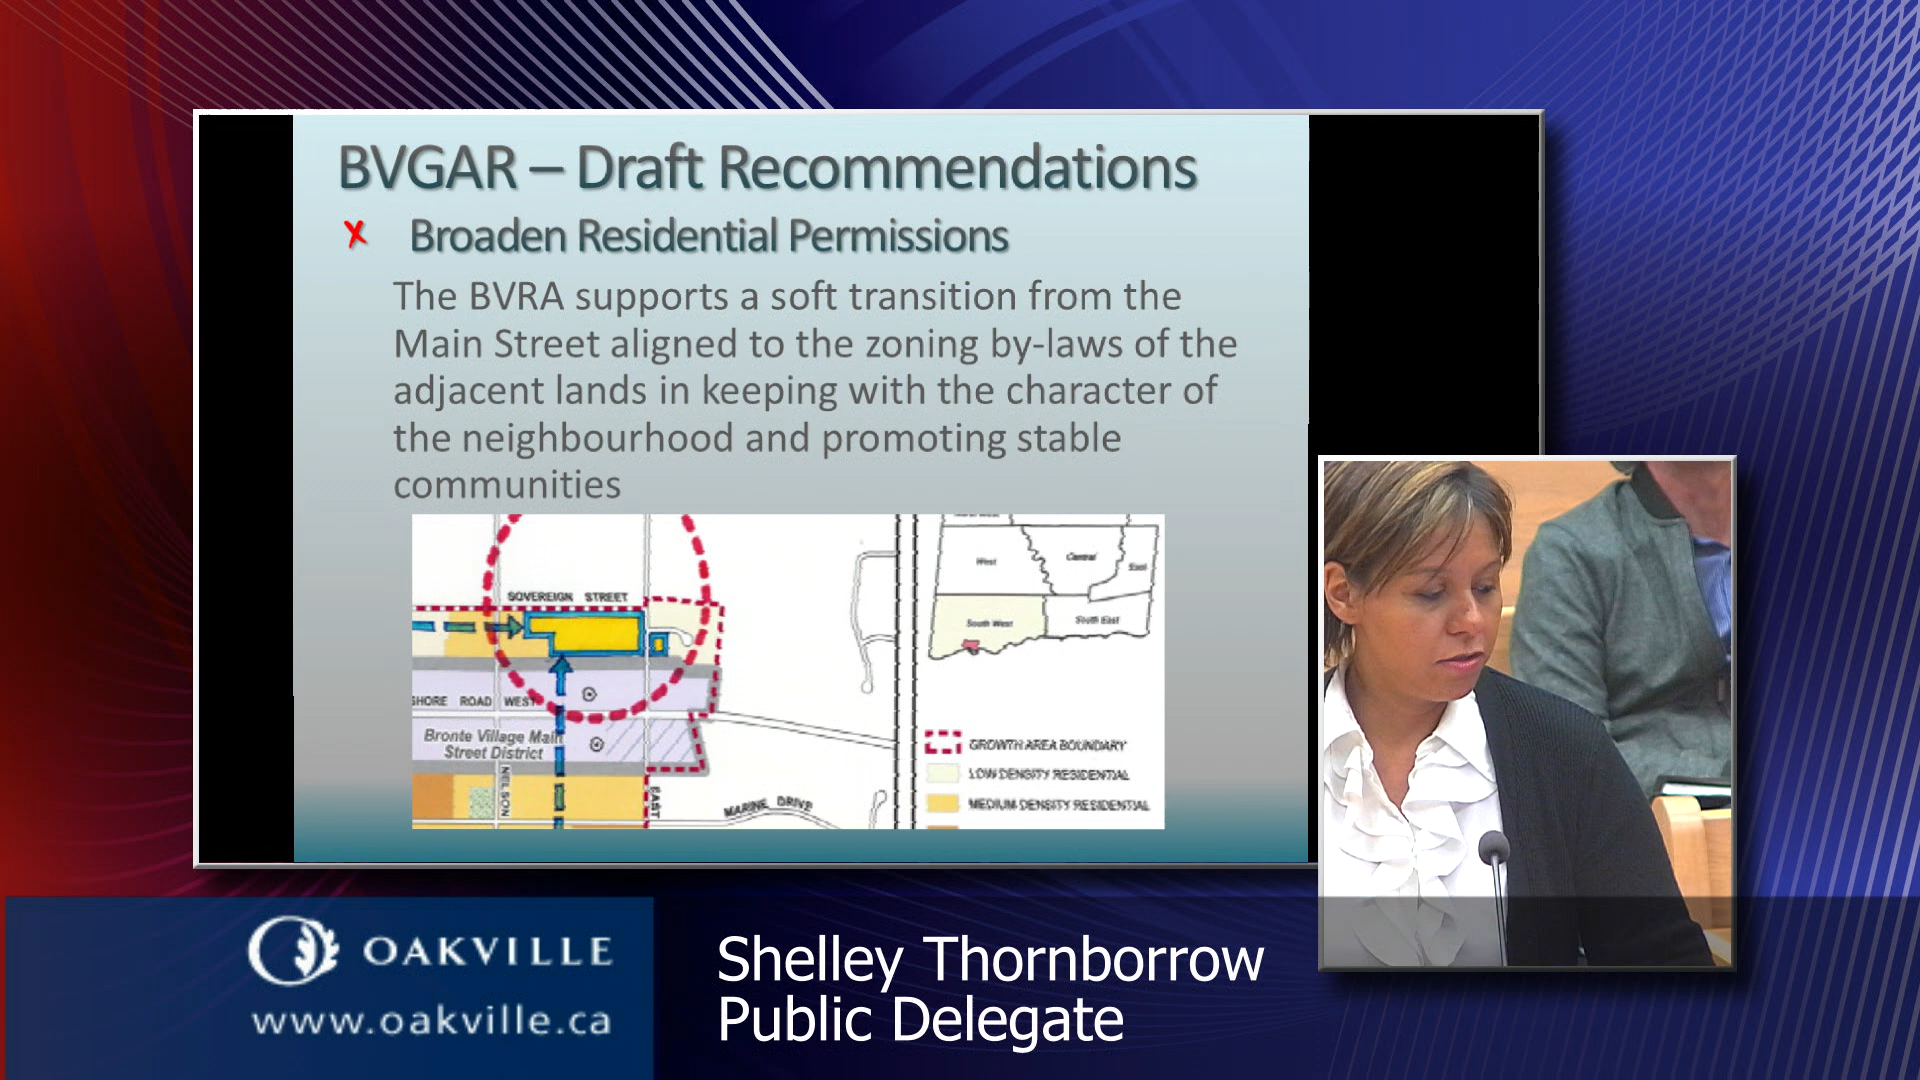 BVGAR – Draft Recommendations
x Broaden Residential Permissions
The BVRA supports a soft transition from the
Main Street aligned to the zoning by-laws of the
adjacent lands in keeping with the character of
the neighbourhood and promoting stable
communities
SOVEREIGN STREET
SHORE ROAD WEST
Bronte Village Main
Street District
NELSON
EAST
MARINE DRIVE
West
Central
East
South West
South East
GROWTH AREA BOUNDARY
LOW DENSITY RESIDENTIAL
MEDIUM DENSITY RESIDENTIAL
OAKVILLE
www.oakville.ca
Shelley Thornborrow
Public Delegate